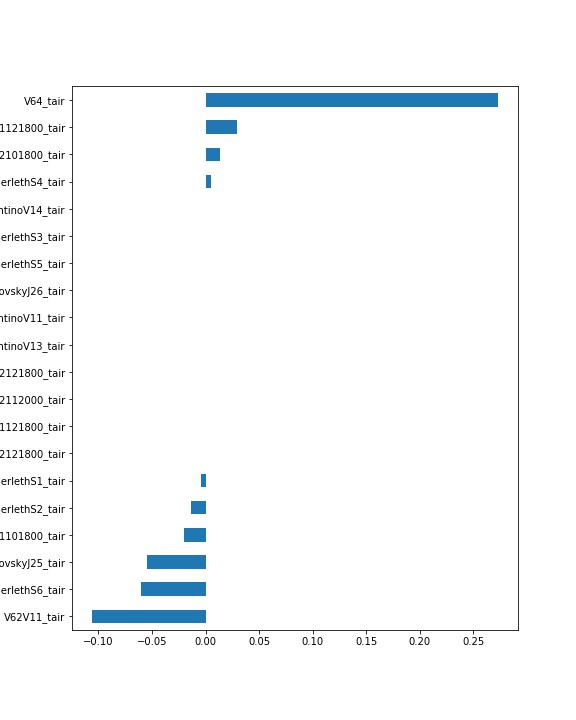 V64_tair
1121800_tair
2101800_tair
erlethS4_tair
ntinoV14_tair
erlethS3_tair
erlethS5_tair
ovskyJ26_tair
ntinoV11_tair
ntinoV13_tair
2121800_tair
2112000_tair
1121800_tair
2121800_tair
erlethS1_tair
erlethS2_tair
1101800_tair
ovskyJ25_tair
erlethS6_tair
V62V11_tair
−0.10 −0.05 0.00 0.05 0.10 0.15 0.20 0.25